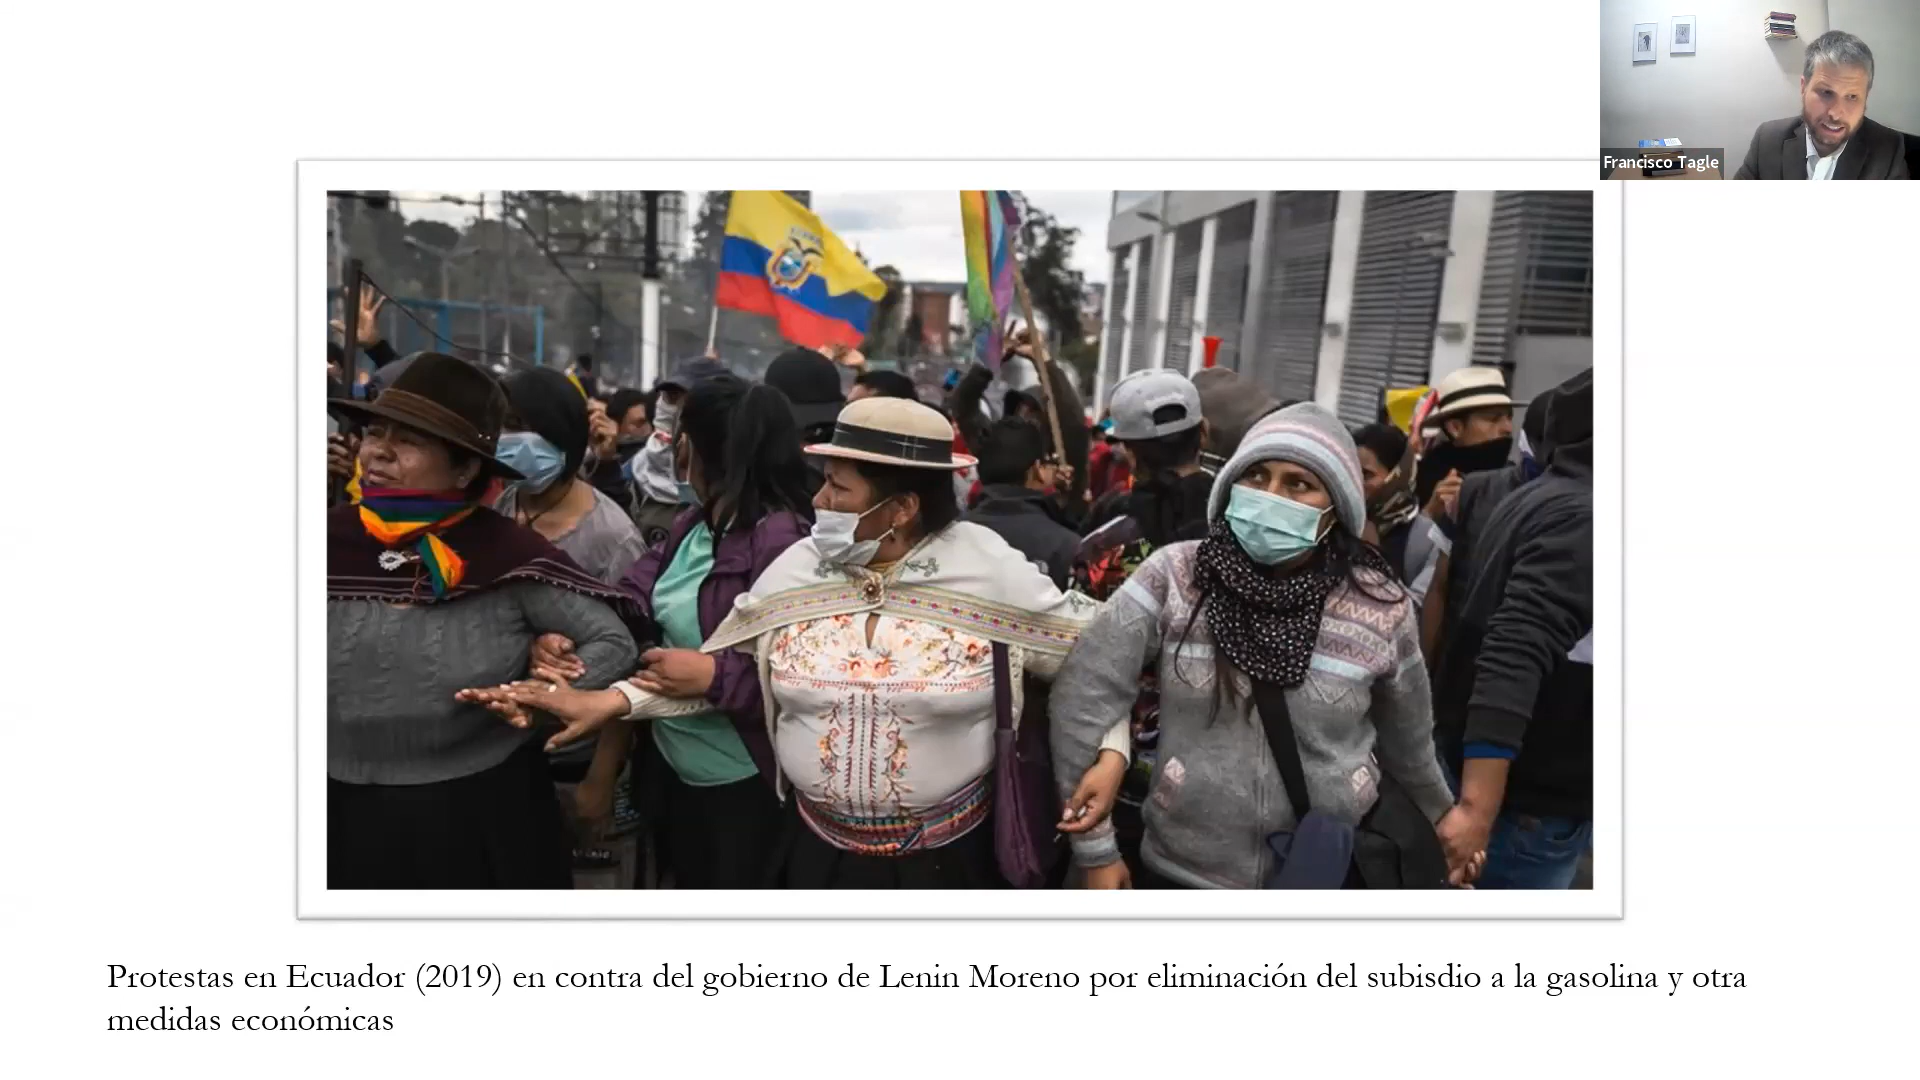 Francisco Tagle
Protestas en Ecuador (2019) en contra del gobierno de Lenin Moreno por eliminación del subisdio a la gasolina y otra
medidas económicas